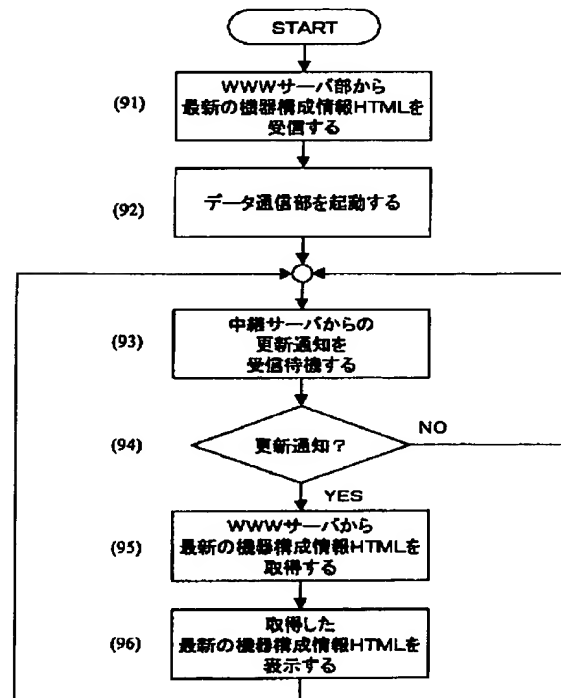 START
(91)
WWWサーバ部から
最新の機器構成情報HTMLを
受信する
(92)
データ通信部を起動する
(93)
中継サーバからの
更新通知を
受信待機する
(94)
更新通知？
NO
YES
(95)
WWWサーバから
最新の機器構成情報HTMLを
取得する
(96)
取得した
最新の機器構成情報HTMLを
表示する